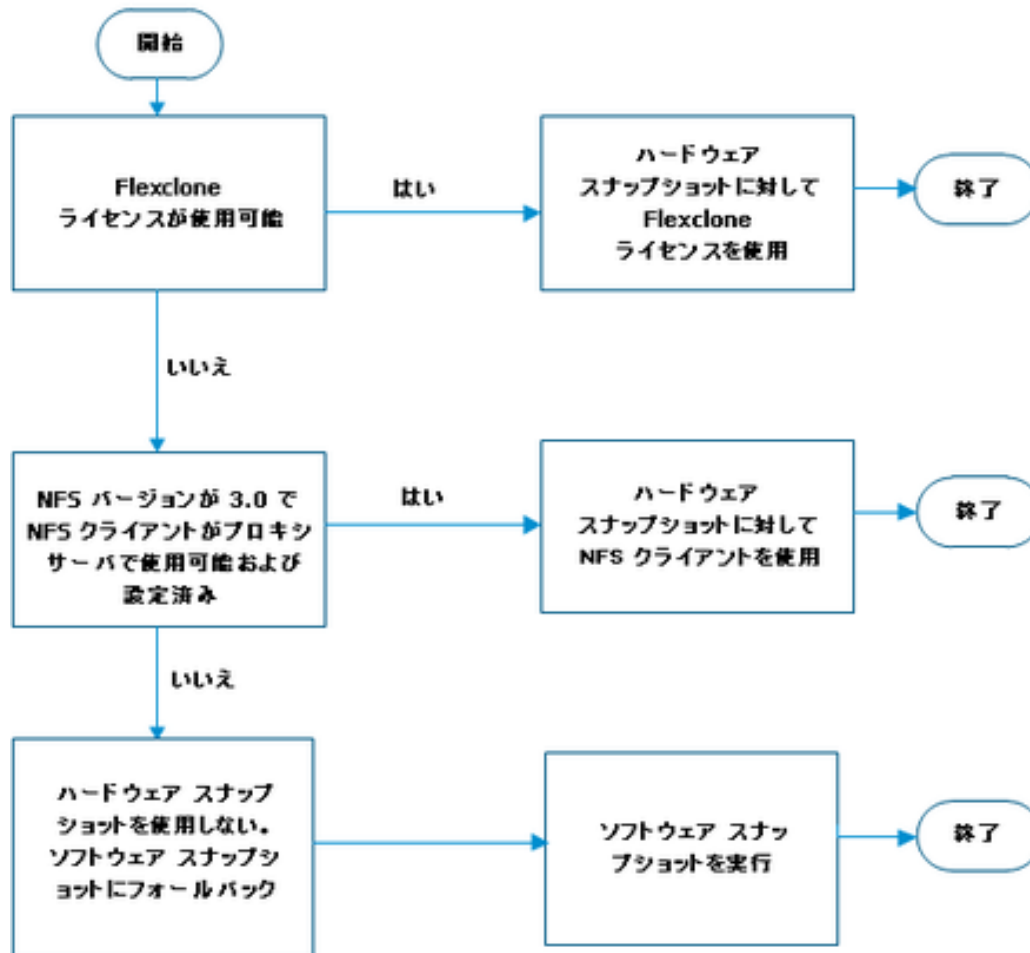 開始
Flexclone
ライセンスが使用可能
はい
ハードウェア
スナップショットに対して
Flexclone
ライセンスを使用
終了
いいえ
NFS バージョンが 3.0 で
NFS クライアントがプロキシ
サーバで使用可能および
設定済み
はい
ハードウェア
スナップショットに対して
NFS クライアントを使用
終了
いいえ
ハードウェア スナップ
ショットを使用しない。
ソフトウェア スナップシ
ョットにフォールバック
ソフトウェア スナッ
プショットを実行
終了